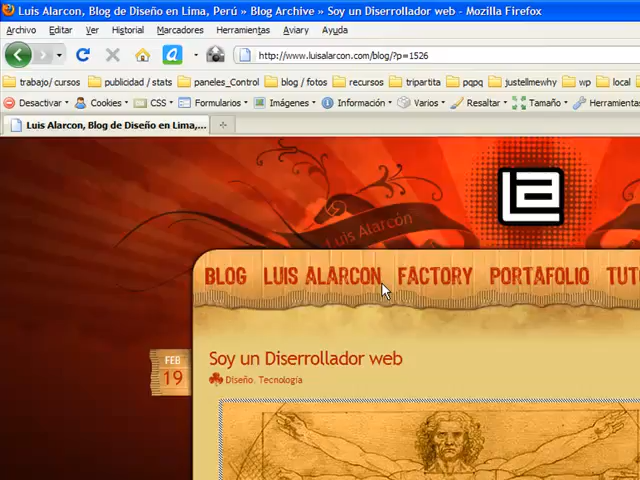 Luis Alarcon, Blog de Diseño en Lima, Perú » Blog Archive » Soy un Diserrollador web - Mozilla Firefox
Archivo Editar Ver Historial Marcadores Herramientas Aviary Ayuda
http://www.luisalarcon.com/blog/?p=1526
trabajo/ cursos publicidad / stats paneles_Control blog / fotos recursos tripartita pqpq justellmewhy wp local
Desactivar Cookies CSS Formularios Imágenes Información Varios Resaltar Tamaño Herramientas
Luis Alarcon, Blog de Diseño en Lima,...
Luis Alarcón
BLOG LUIS ALARCON FACTORY PORTAFOLIO TUT
FEB
19
Soy un Diserrollador web
Diseño, Tecnología